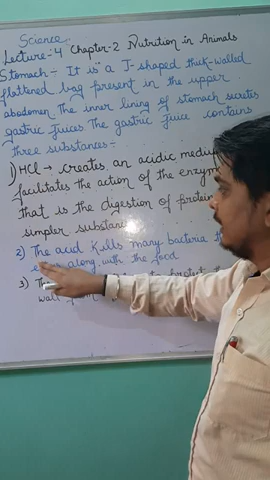 Science
Lecture:-4 Chapter-2 Nutrition in Animals
Stomach:- It is a J-shaped thick-walled
flattened bag present in the upper
abdomen. The inner lining of stomach secretes
gastric juices The gastric juice contains
three substances:-
1) HCl → creates an acidic medium
facilitates the action of the enzyme
that is the digestion of protein
simpler substance
2) The acid kills many bacteria
along with the food
3)
wall